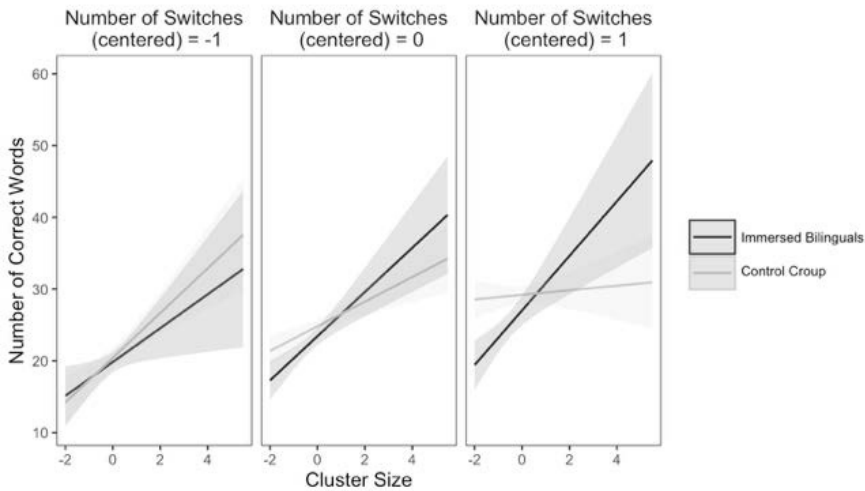 Number of Switches
(centered) = -1
Number of Switches
(centered) = 0
Number of Switches
(centered) = 1
60
50
40
30
20
10
Number of Correct Words
-2 0 2 4
-2 0 2 4
-2 0 2 4
Cluster Size
Immersed Bilinguals
Control Croup